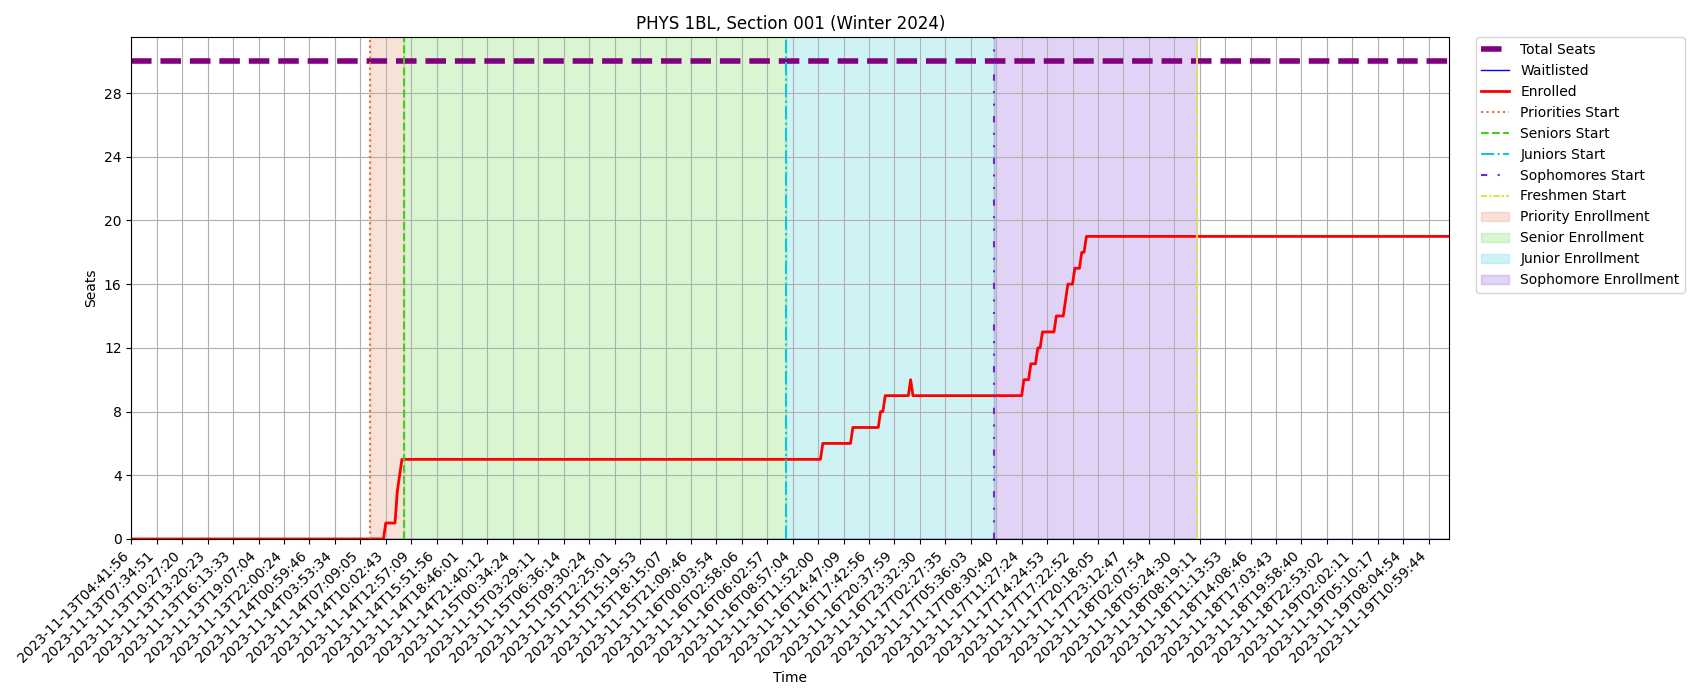 PHYS 1BL, Section 001 (Winter 2024)
Total Seats
Waitlisted
Enrolled
Priorities Start
Seniors Start
Juniors Start
Sophomores Start
Freshmen Start
Priority Enrollment
Senior Enrollment
Junior Enrollment
Sophomore Enrollment
Seats
28
24
20
16
12
8
4
0
2023-11-13T04:41:56
2023-11-13T07:34:51
2023-11-13T10:27:20
2023-11-13T13:20:23
2023-11-13T16:13:33
2023-11-13T19:07:04
2023-11-13T22:00:24
2023-11-14T00:59:46
2023-11-14T03:53:34
2023-11-14T07:09:05
2023-11-14T10:02:43
2023-11-14T12:57:09
2023-11-14T15:51:56
2023-11-14T18:46:01
2023-11-14T21:40:12
2023-11-15T00:34:24
2023-11-15T03:29:11
2023-11-15T06:36:14
2023-11-15T09:30:24
2023-11-15T12:25:01
2023-11-15T15:19:53
2023-11-15T18:15:07
2023-11-15T21:09:46
2023-11-16T00:03:54
2023-11-16T02:58:06
2023-11-16T06:02:57
2023-11-16T08:57:04
2023-11-16T11:52:00
2023-11-16T14:47:09
2023-11-16T17:42:56
2023-11-16T20:37:59
2023-11-16T23:32:30
2023-11-17T02:27:35
2023-11-17T05:36:03
2023-11-17T08:30:40
2023-11-17T11:27:24
2023-11-17T14:24:53
2023-11-17T17:22:52
2023-11-17T20:18:05
2023-11-17T23:12:47
2023-11-18T02:07:54
2023-11-18T05:24:30
2023-11-18T08:19:11
2023-11-18T11:13:53
2023-11-18T14:08:46
2023-11-18T17:03:43
2023-11-18T19:58:40
2023-11-18T22:53:02
2023-11-19T02:02:11
2023-11-19T05:10:17
2023-11-19T08:04:54
2023-11-19T10:59:44
Time